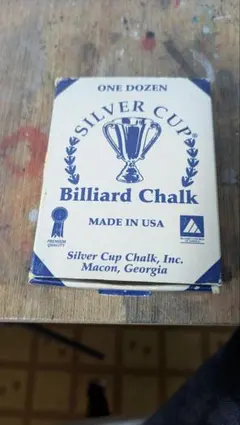 ONE DOZEN
SILVER CUP®
Billiard Chalk
MADE IN USA
PREMIUM
QUALITY
Silver Cup Chalk, Inc.
Macon, Georgia